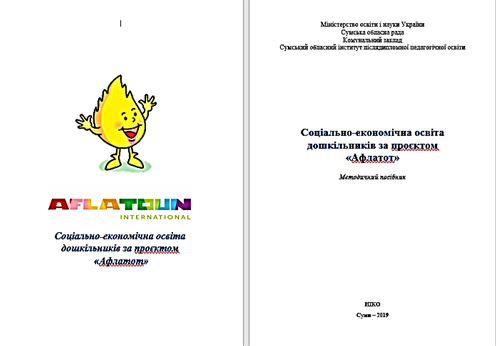 AFLATOUN
INTERNATIONAL
Соціально-економічна освіта
дошкільників за проєктом
«Афлатот»
Міністерство освіти і науки України
Сумська обласна рада
Комунальний заклад
Сумський обласний інститут післядипломної педагогічної освіти
Соціально-економічна освіта
дошкільників за проєктом
«Афлатот»
Методичний посібник
НІКО
Суми – 2019